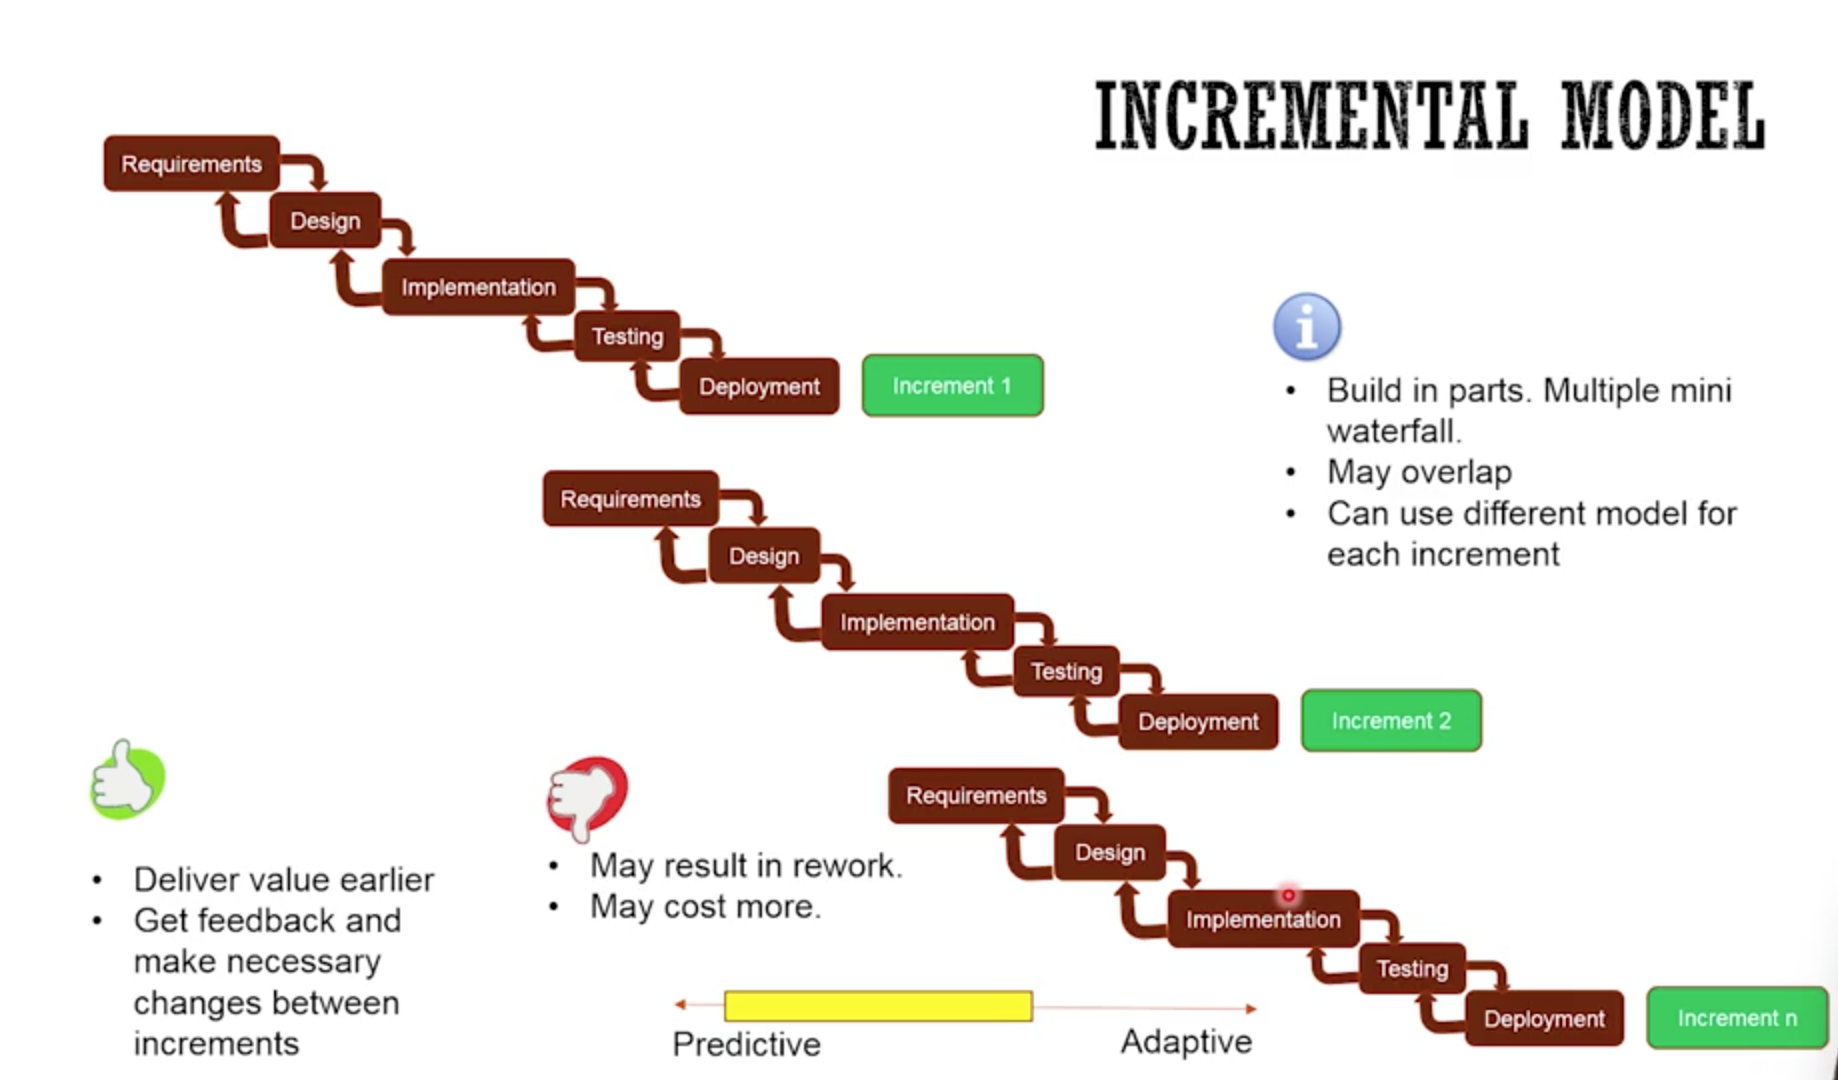 INCREMENTAL MODEL
Requirements
Design
Implementation
Testing
Deployment
Increment 1
Build in parts. Multiple mini
waterfall.
May overlap
Can use different model for
each increment
Requirements
Design
Implementation
Testing
Deployment
Increment 2
Requirements
Design
Implementation
Testing
Deployment
Increment n
Deliver value earlier
Get feedback and
make necessary
changes between
increments
May result in rework.
May cost more.
Predictive
Adaptive